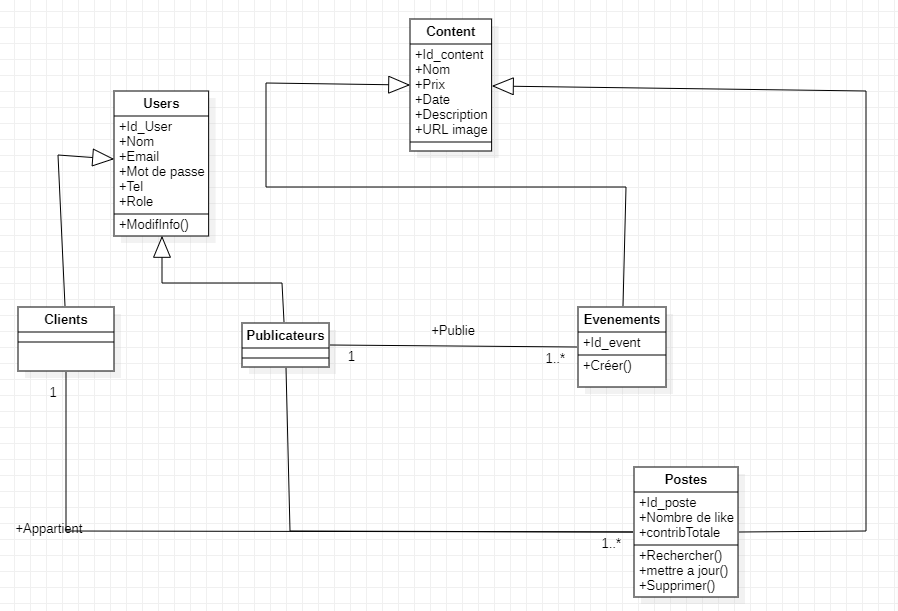 Content
+Id_content
+Nom
+Prix
+Date
+Description
+URL image
Users
+Id_User
+Nom
+Email
+Mot de passe
+Tel
+Role
+ModifInfo()
Clients
Publicateurs
+Publie
1
1..*
Evenements
+Id_event
+Créer()
1
+Appartient
1..*
Postes
+Id_poste
+Nombre de like
+contribTotale
+Rechercher()
+mettre a jour()
+Supprimer()